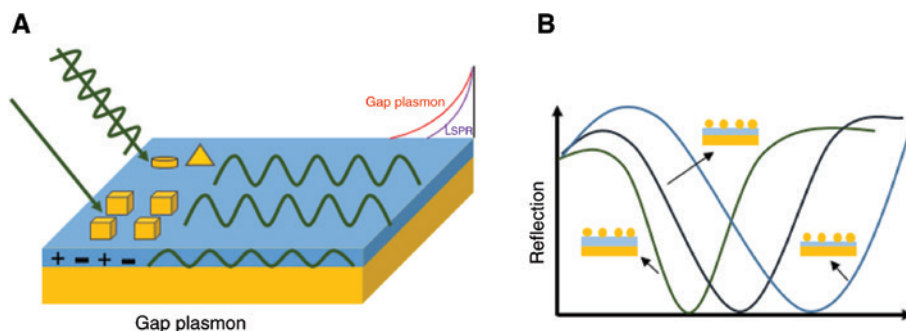 A
B
Gap plasmon
LSPR
+ - + -
Gap plasmon
Reflection